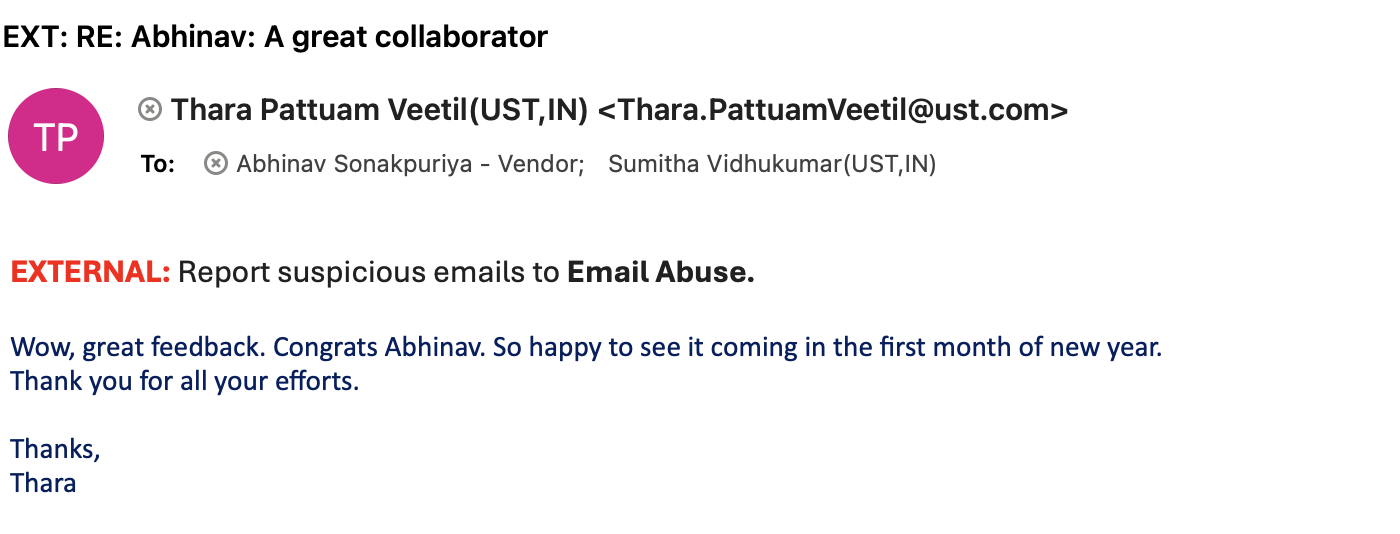 EXT: RE: Abhinav: A great collaborator
TP
Thara Pattuam Veetil(UST,IN) <Thara.PattuamVeetil@ust.com>
To: Abhinav Sonakpuriya - Vendor; Sumitha Vidhukumar(UST,IN)
EXTERNAL: Report suspicious emails to Email Abuse.
Wow, great feedback. Congrats Abhinav. So happy to see it coming in the first month of new year.
Thank you for all your efforts.
Thanks,
Thara